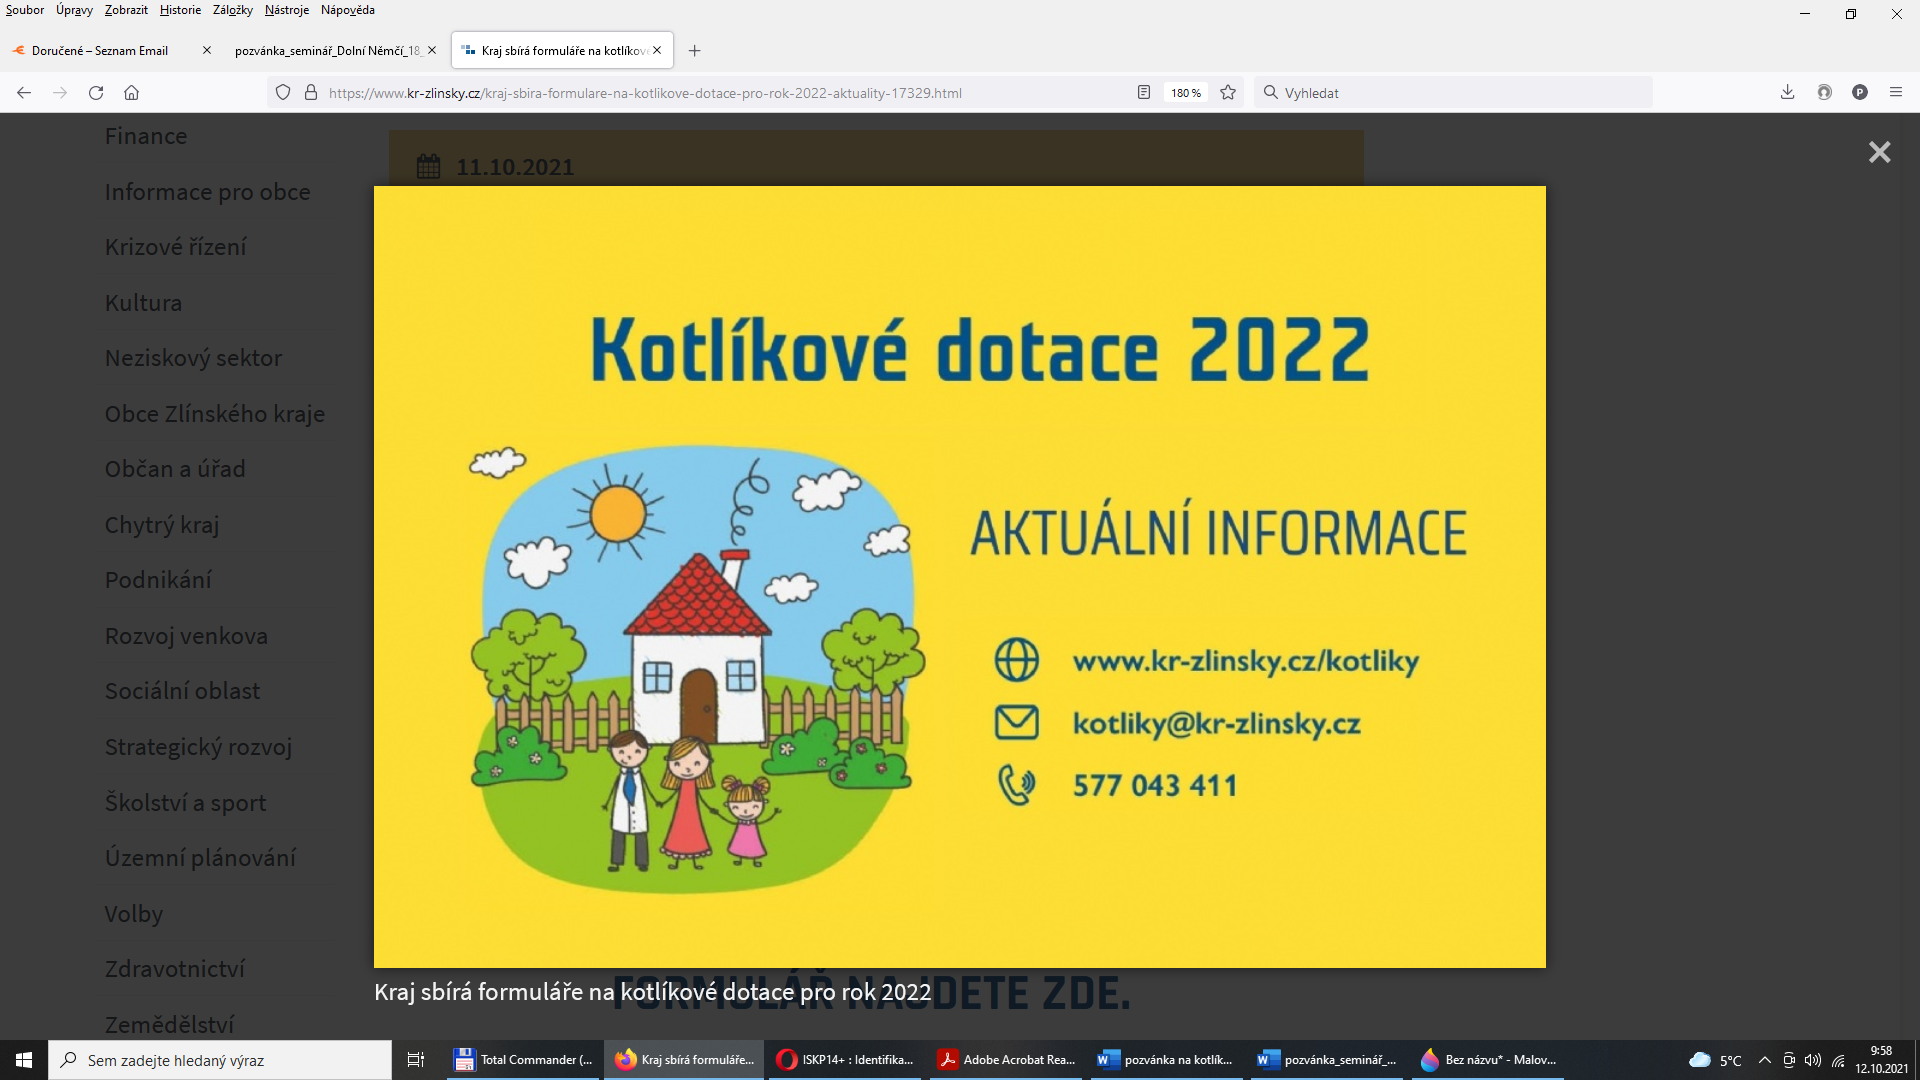 Soubor Úpravy Zobrazit Historie Záložky Nástroje Nápověda
Doručené – Seznam Email
pozvánka_seminář_Dolní Němčí_18_
Kraj sbírá formuláře na kotlíkov
https://www.kr-zlinsky.cz/kraj-sbira-formulare-na-kotlikove-dotace-pro-rok-2022-aktuality-17329.html
180 %
Vyhledat
P
Finance
Informace pro obce
Krizové řízení
Kultura
Neziskový sektor
Obce Zlínského kraje
Občan a úřad
Chytrý kraj
Podnikání
Rozvoj venkova
Sociální oblast
Strategický rozvoj
Školství a sport
Územní plánování
Volby
Zdravotnictví
Zemědělství
11.10.2021
Kotlíkové dotace 2022
AKTUÁLNÍ INFORMACE
www.kr-zlinsky.cz/kotliky
kotliky@kr-zlinsky.cz
577 043 411
FORMULÁŘ NAJDETE ZDE.
Kraj sbírá formuláře na kotlíkové dotace pro rok 2022
Sem zadejte hledaný výraz
Total Commander (...
Kraj sbírá formuláře...
ISKP14+ : Identifika...
Adobe Acrobat Rea...
pozvánka na kotlík...
pozvánka_seminář_...
Bez názvu* - Malov...
5°C
9:58
12.10.2021